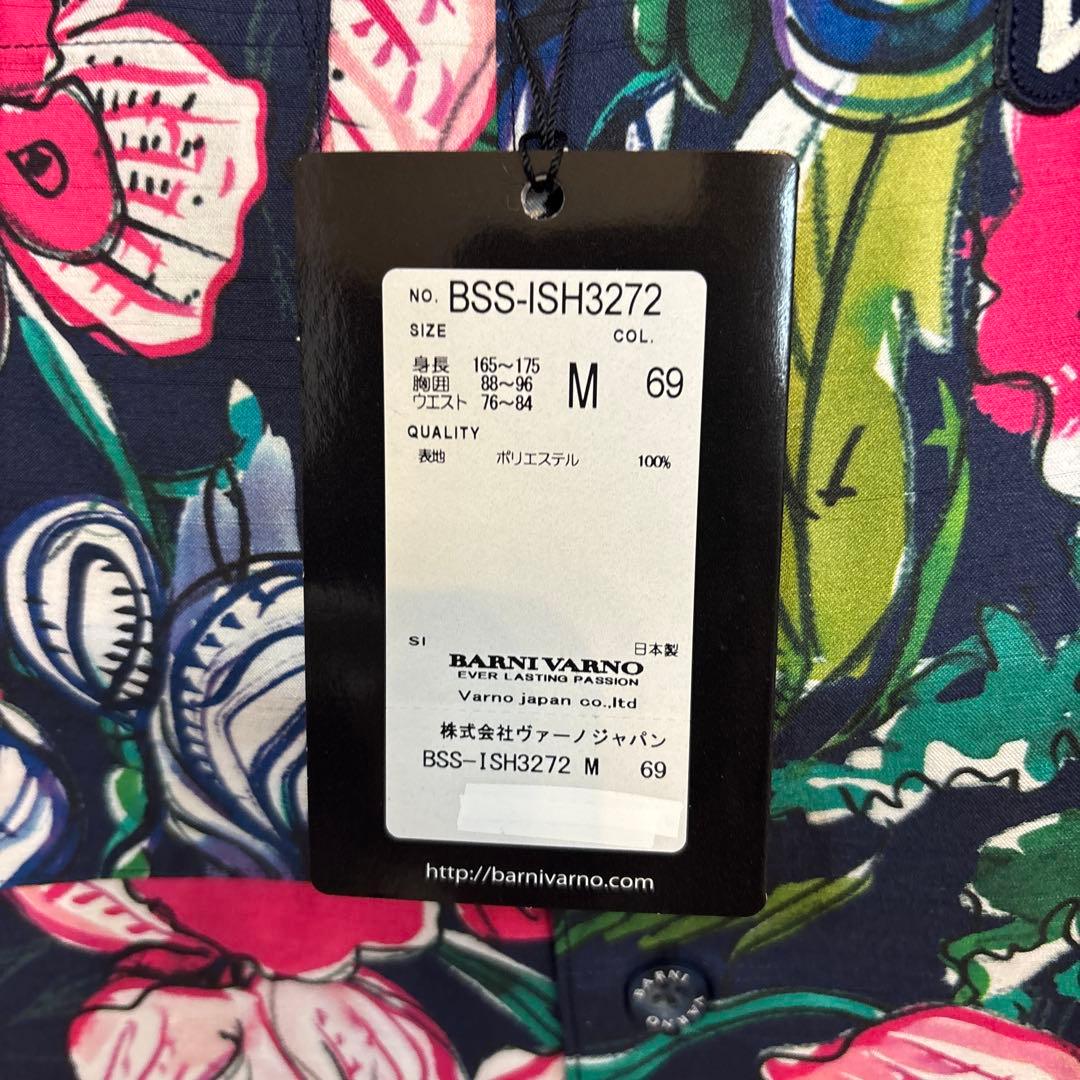 NO. BSS-ISH3272
SIZE COL.
身長 165～175
胸囲 88～96 M 69
ウエスト 76～84
QUALITY
表地 ポリエステル 100%
SI 日本製
BARNI VARNO
EVER LASTING PASSION
Varno japan co.,ltd
株式会社ヴァーノジャパン
BSS-ISH3272 M 69
http://barnivarno.com
BARNI VARNO